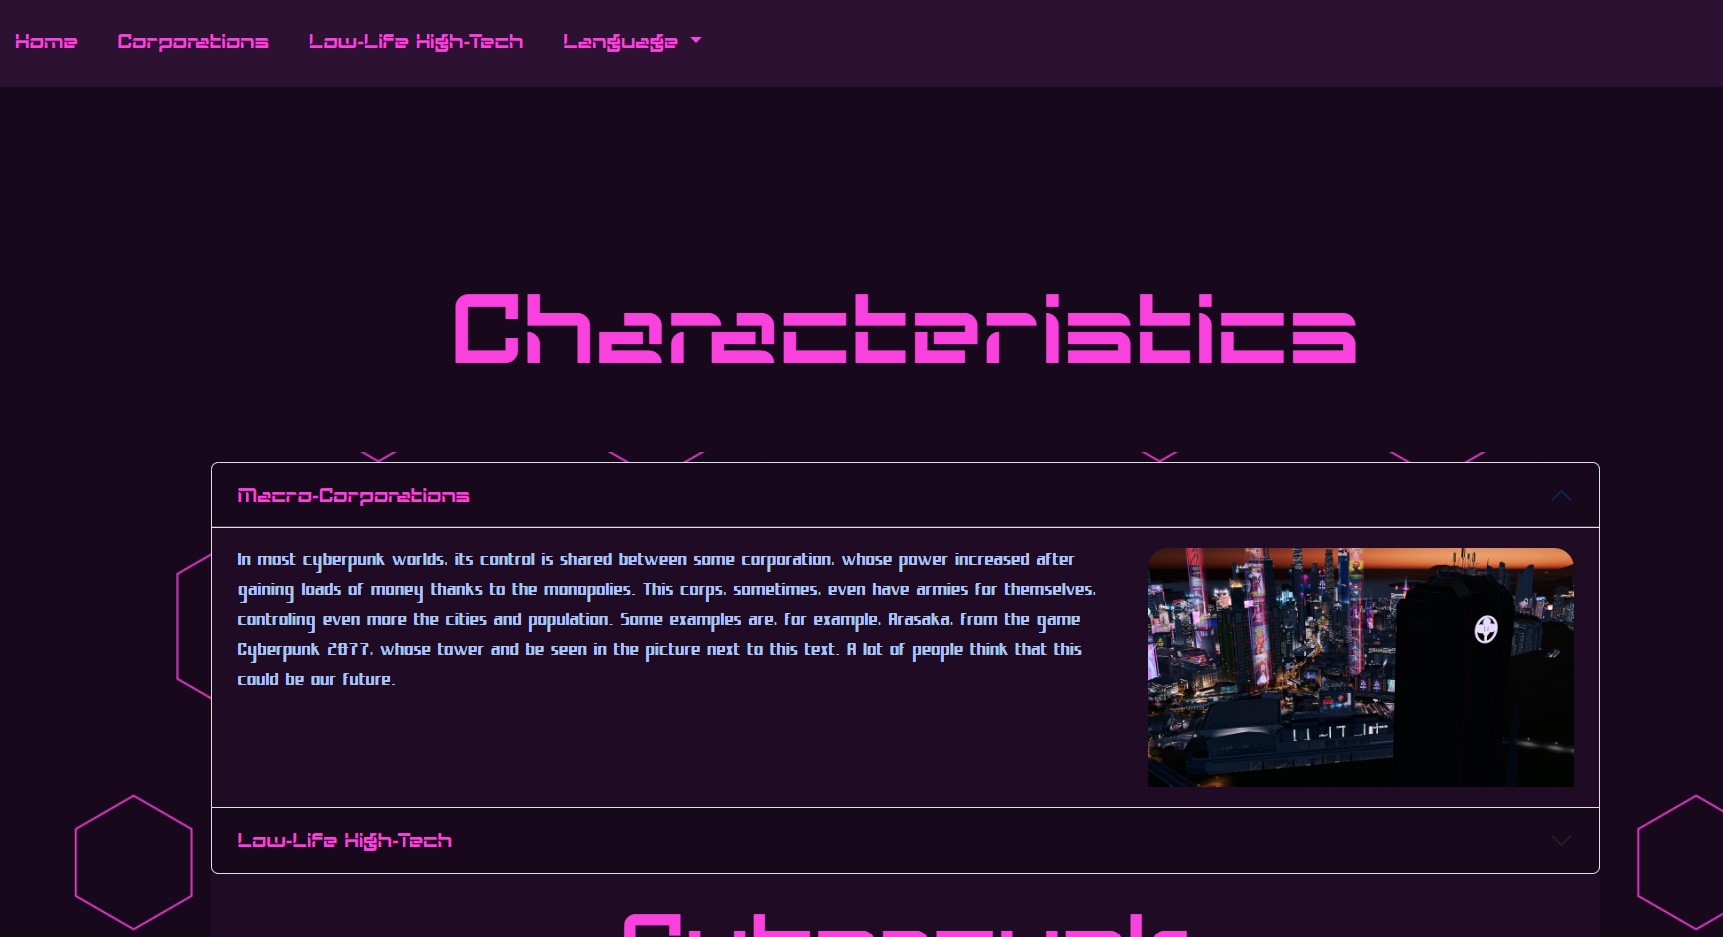 Home
Corporations
Low-Life High-Tech
Language
Characteristics
Macro-Corporations
In most cyberpunk worlds, its control is shared between some corporation, whose power increased after
gaining loads of money thanks to the monopolies. This corps, sometimes, even have armies for themselves,
controling even more the cities and population. Some examples are, for example, Arasaka, from the game
Cyberpunk 2077, whose tower and be seen in the picture next to this text. A lot of people think that this
could be our future.
Low-Life High-Tech
Cyberpunk